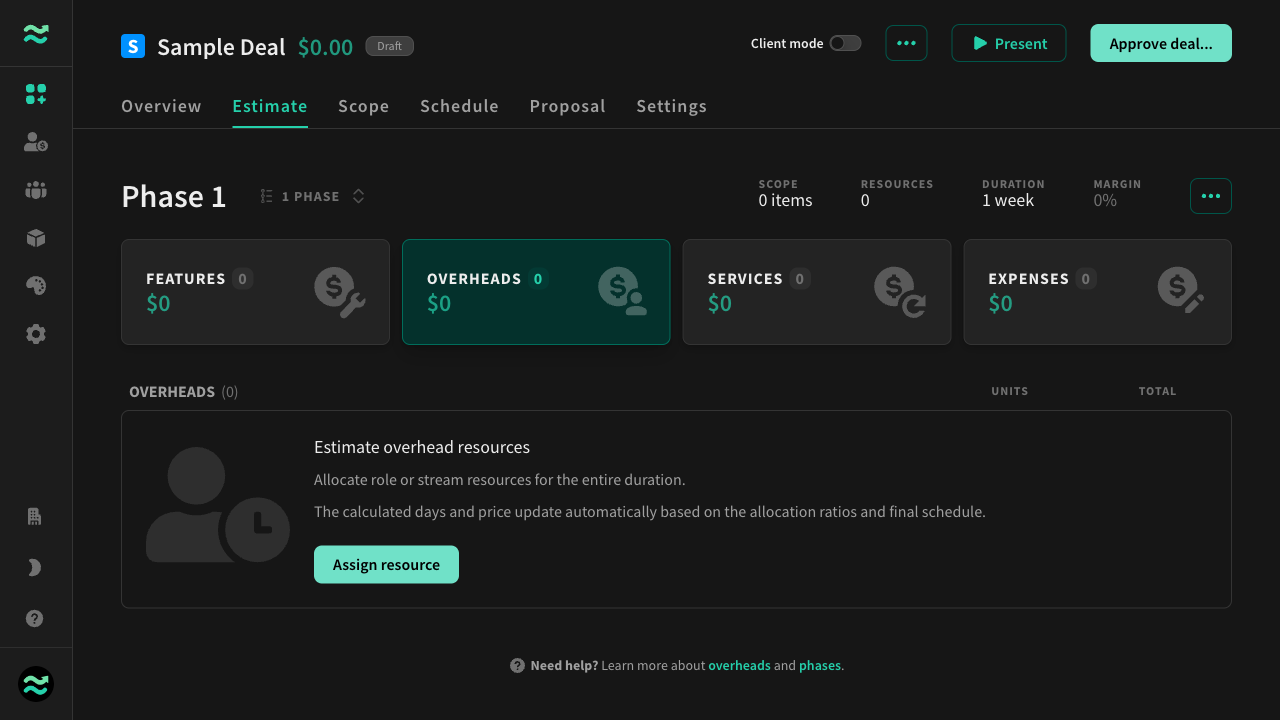 S Sample Deal $0.00 Draft
Client mode
Present
Approve deal...
Overview Estimate Scope Schedule Proposal Settings
Phase 1
1 PHASE
SCOPE
0 items
RESOURCES
0
DURATION
1 week
MARGIN
0%
FEATURES 0
$0
OVERHEADS 0
$0
SERVICES 0
$0
EXPENSES 0
$0
OVERHEADS (0) UNITS TOTAL
Estimate overhead resources
Allocate role or stream resources for the entire duration.
The calculated days and price update automatically based on the allocation ratios and final schedule.
Assign resource
Need help? Learn more about overheads and phases.